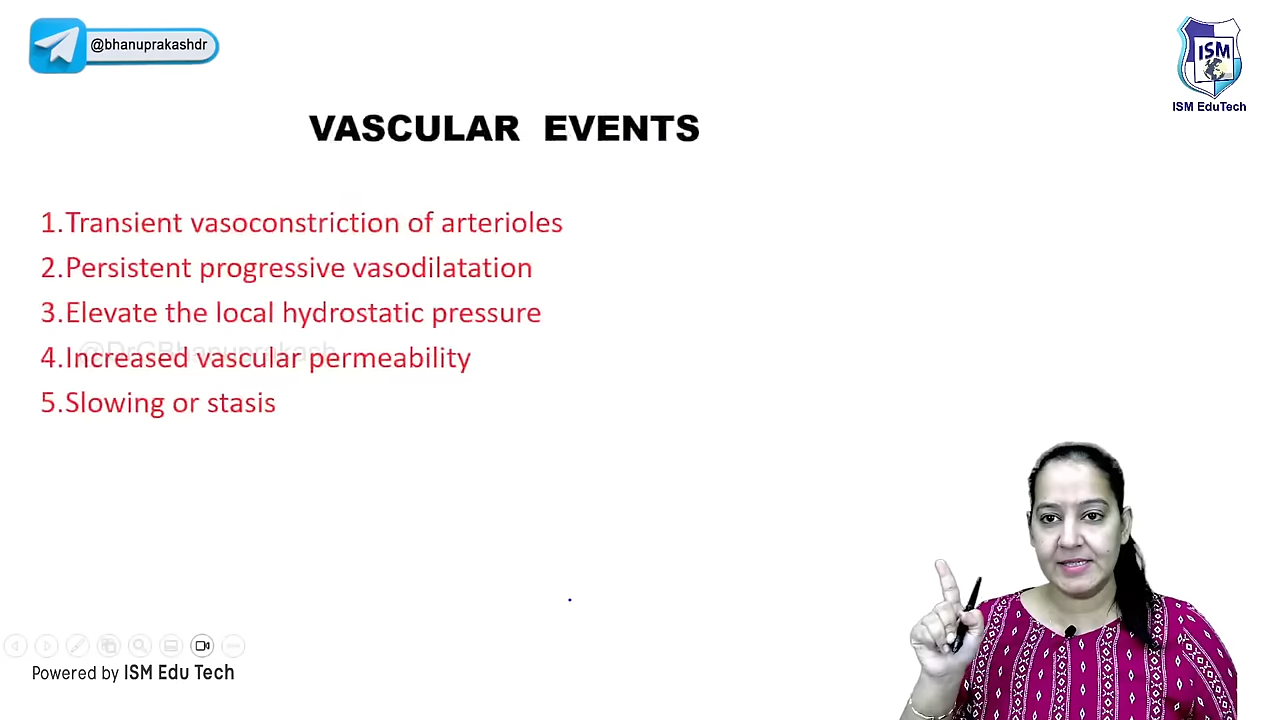 @bhanuprakashdr
ISM
ISM EduTech
VASCULAR EVENTS
1.Transient vasoconstriction of arterioles
2.Persistent progressive vasodilatation
3.Elevate the local hydrostatic pressure
@DrGBhanuprakash
4.Increased vascular permeability
5.Slowing or stasis
Powered by ISM Edu Tech